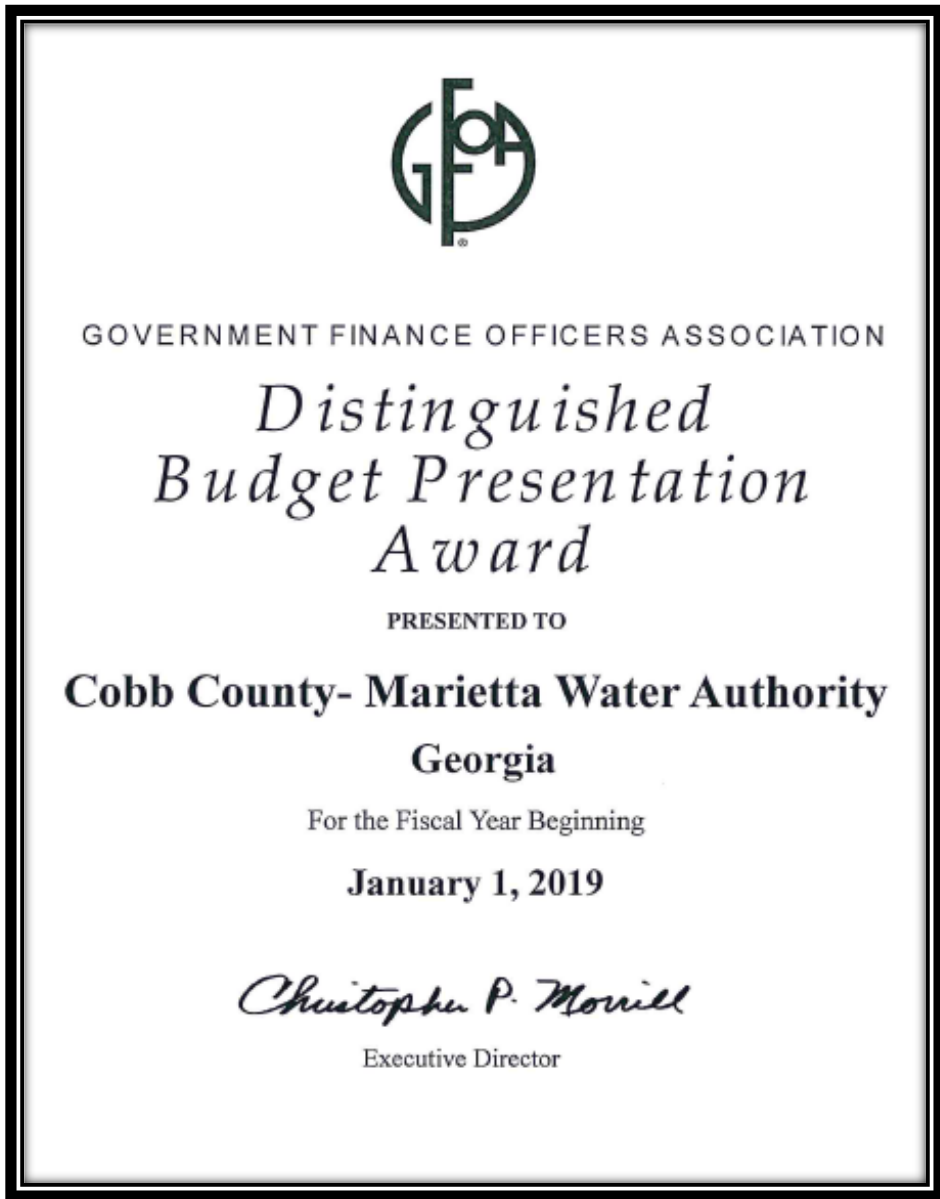 GFOA
®
GOVERNMENT FINANCE OFFICERS ASSOCIATION
Distinguished
Budget Presentation
Award
PRESENTED TO
Cobb County- Marietta Water Authority
Georgia
For the Fiscal Year Beginning
January 1, 2019
Christopher P. Morrill
Executive Director